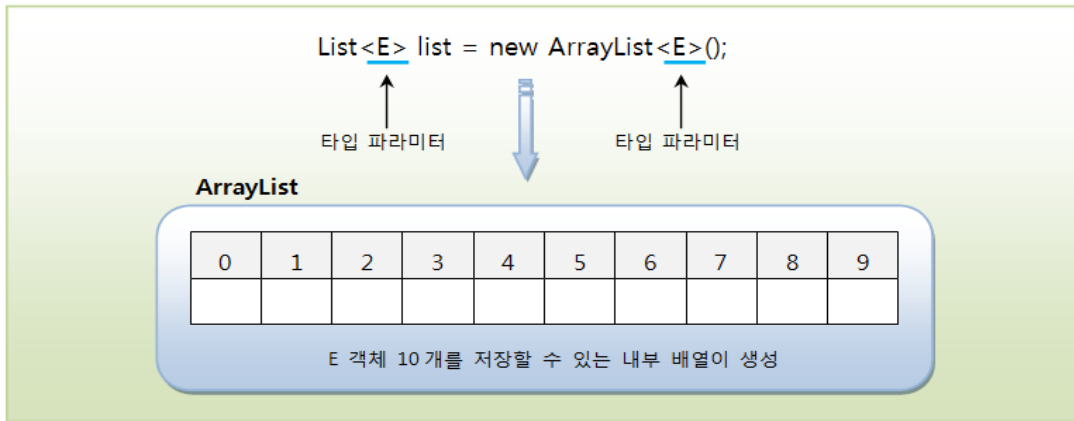 List<E> list = new ArrayList<E>();
타입 파라미터 타입 파라미터
ArrayList
0 1 2 3 4 5 6 7 8 9
E 객체 10개를 저장할 수 있는 내부 배열이 생성